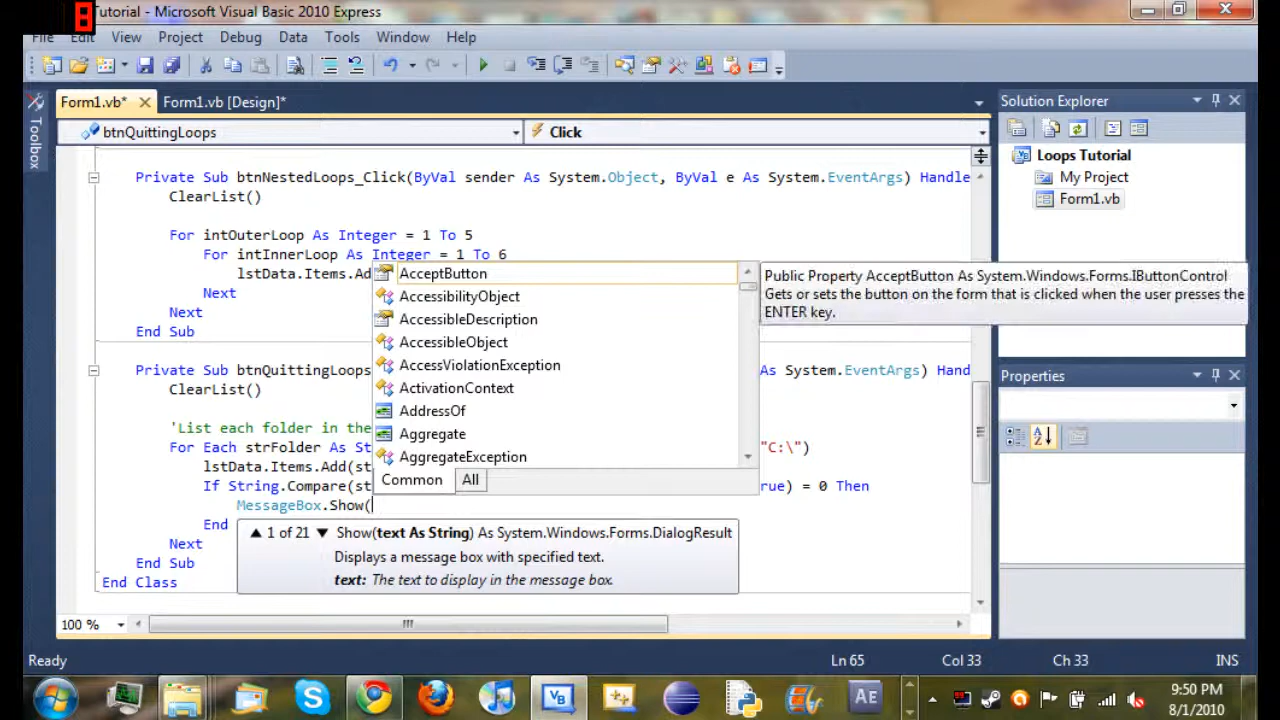 Tutorial - Microsoft Visual Basic 2010 Express
File Edit View Project Debug Data Tools Window Help
Form1.vb* Form1.vb [Design]*
Solution Explorer
btnQuittingLoops Click
Toolbox
Loops Tutorial
My Project
Form1.vb
Private Sub btnNestedLoops_Click(ByVal sender As System.Object, ByVal e As System.EventArgs) Handle
ClearList()
For intOuterLoop As Integer = 1 To 5
For intInnerLoop As Integer = 1 To 6
lstData.Items.Ad
Next
Next
End Sub
AcceptButton
AccessibilityObject
AccessibleDescription
AccessibleObject
AccessViolationException
ActivationContext
AddressOf
Aggregate
AggregateException
Common All
Public Property AcceptButton As System.Windows.Forms.IButtonControl
Gets or sets the button on the form that is clicked when the user presses the
ENTER key.
Private Sub btnQuittingLoops As System.EventArgs) Hand
ClearList()
'List each folder in the
For Each strFolder As St "C:\")
lstData.Items.Add(st
If String.Compare(st rue) = 0 Then
MessageBox.Show(
End
Next
End Sub
End Class
1 of 21 Show(text As String) As System.Windows.Forms.DialogResult
Displays a message box with specified text.
text: The text to display in the message box.
Properties
100 %
Ready Ln 65 Col 33 Ch 33 INS
9:50 PM
8/1/2010